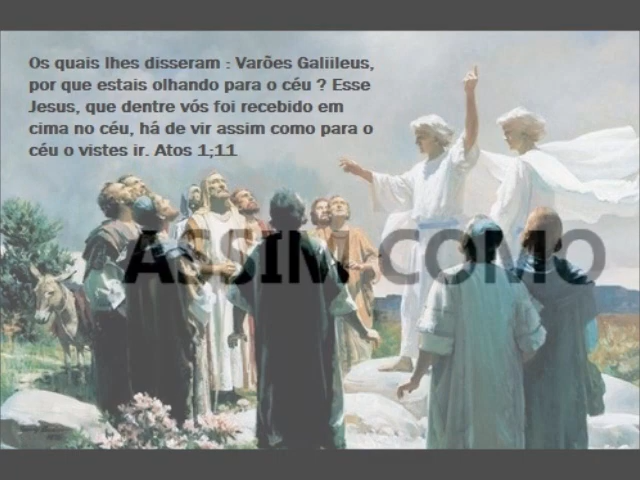 Os quais lhes disseram : Varões Galiileus,
por que estais olhando para o céu ? Esse
Jesus, que dentre vós foi recebido em
cima no céu, há de vir assim como para o
céu o vistes ir. Atos 1;11
ASSIM COMO